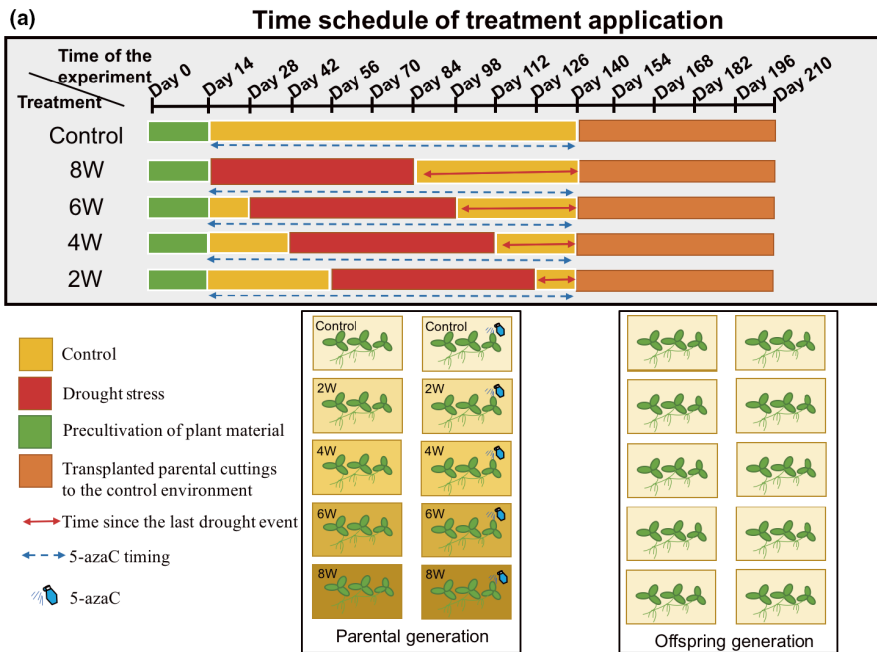 (a)
Time schedule of treatment application
Time of the
experiment
Treatment
Day 0
Day 14
Day 28
Day 42
Day 56
Day 70
Day 84
Day 98
Day 112
Day 126
Day 140
Day 154
Day 168
Day 182
Day 196
Day 210
Control
8W
6W
4W
2W
Control
Drought stress
Precultivation of plant material
Transplanted parental cuttings
to the control environment
Time since the last drought event
5-azaC timing
5-azaC
Control
Control
2W
2W
4W
4W
6W
6W
8W
8W
Parental generation
Offspring generation